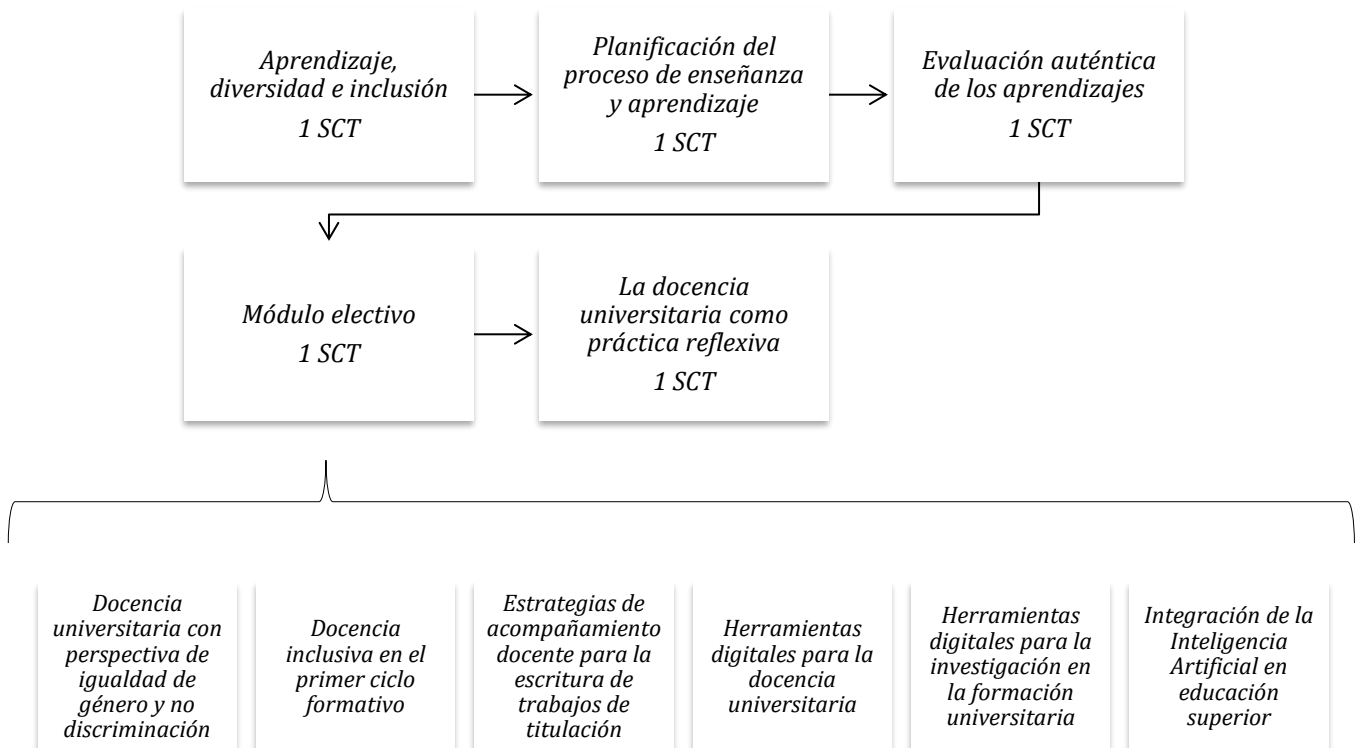 Aprendizaje,
diversidad e inclusión
1 SCT
Planificación del
proceso de enseñanza
y aprendizaje
1 SCT
Evaluación auténtica
de los aprendizajes
1 SCT
Módulo electivo
1 SCT
La docencia
universitaria como
práctica reflexiva
1 SCT
Docencia
universitaria con
perspectiva de
igualdad de
género y no
discriminación
Docencia
inclusiva en el
primer ciclo
formativo
Estrategias de
acompañamiento
docente para la
escritura de
trabajos de
titulación
Herramientas
digitales para la
docencia
universitaria
Herramientas
digitales para la
investigación en
la formación
universitaria
Integración de la
Inteligencia
Artificial en
educación
superior